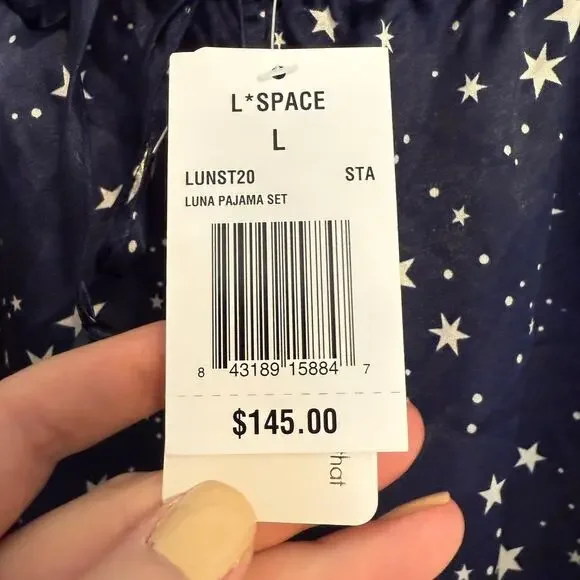 L*SPACE
L
LUNST20 STA
LUNA PAJAMA SET
8 43189 15884 7
$145.00
that